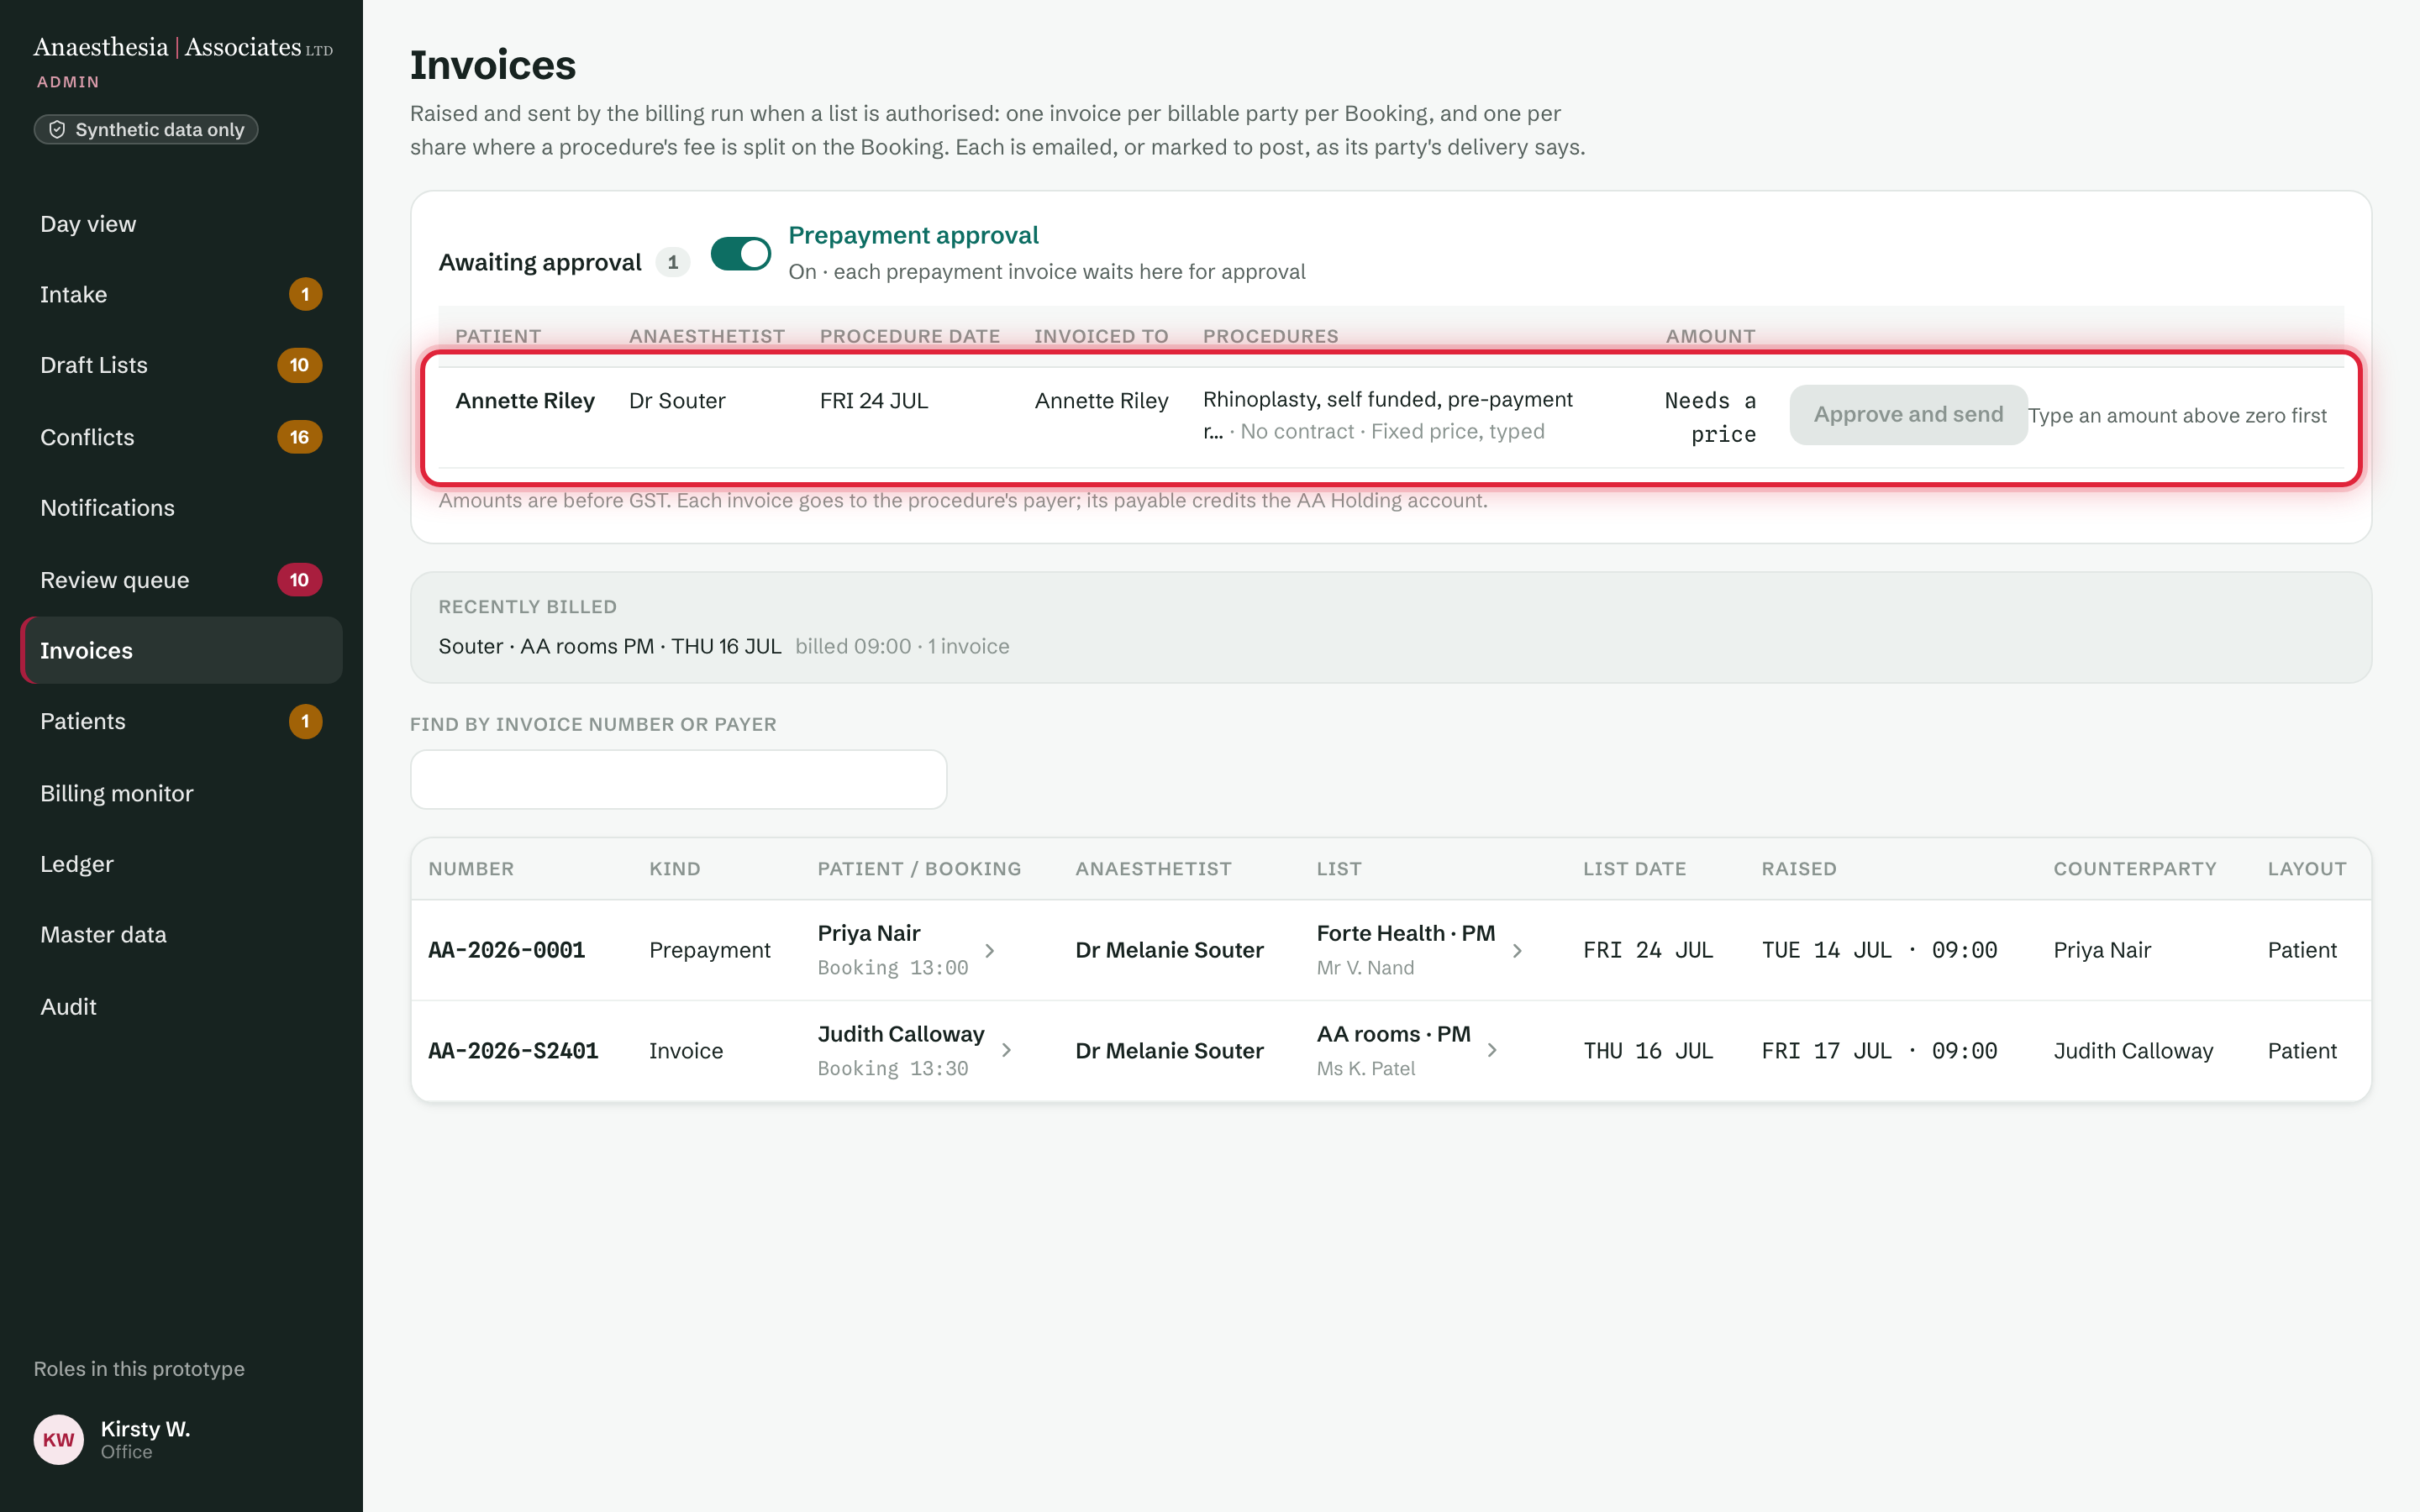 Anaesthesia | Associates LTD
ADMIN
Synthetic data only
Day view
Intake 1
Draft Lists 10
Conflicts 16
Notifications
Review queue 10
Invoices
Patients 1
Billing monitor
Ledger
Master data
Audit
Roles in this prototype
KW Kirsty W.
Office
Invoices
Raised and sent by the billing run when a list is authorised: one invoice per billable party per Booking, and one per
share where a procedure's fee is split on the Booking. Each is emailed, or marked to post, as its party's delivery says.
Awaiting approval 1
Prepayment approval
On · each prepayment invoice waits here for approval
PATIENT ANAESTHETIST PROCEDURE DATE INVOICED TO PROCEDURES AMOUNT
Annette Riley Dr Souter FRI 24 JUL Annette Riley Rhinoplasty, self funded, pre-payment Needs a Approve and send Type an amount above zero first
r... · No contract · Fixed price, typed price
Amounts are before GST. Each invoice goes to the procedure's payer; its payable credits the AA Holding account.
RECENTLY BILLED
Souter · AA rooms PM · THU 16 JUL billed 09:00 · 1 invoice
FIND BY INVOICE NUMBER OR PAYER
NUMBER KIND PATIENT / BOOKING ANAESTHETIST LIST LIST DATE RAISED COUNTERPARTY LAYOUT
AA-2026-0001 Prepayment Priya Nair Dr Melanie Souter Forte Health · PM FRI 24 JUL TUE 14 JUL · 09:00 Priya Nair Patient
Booking 13:00 Mr V. Nand
AA-2026-S2401 Invoice Judith Calloway Dr Melanie Souter AA rooms · PM THU 16 JUL FRI 17 JUL · 09:00 Judith Calloway Patient
Booking 13:30 Ms K. Patel